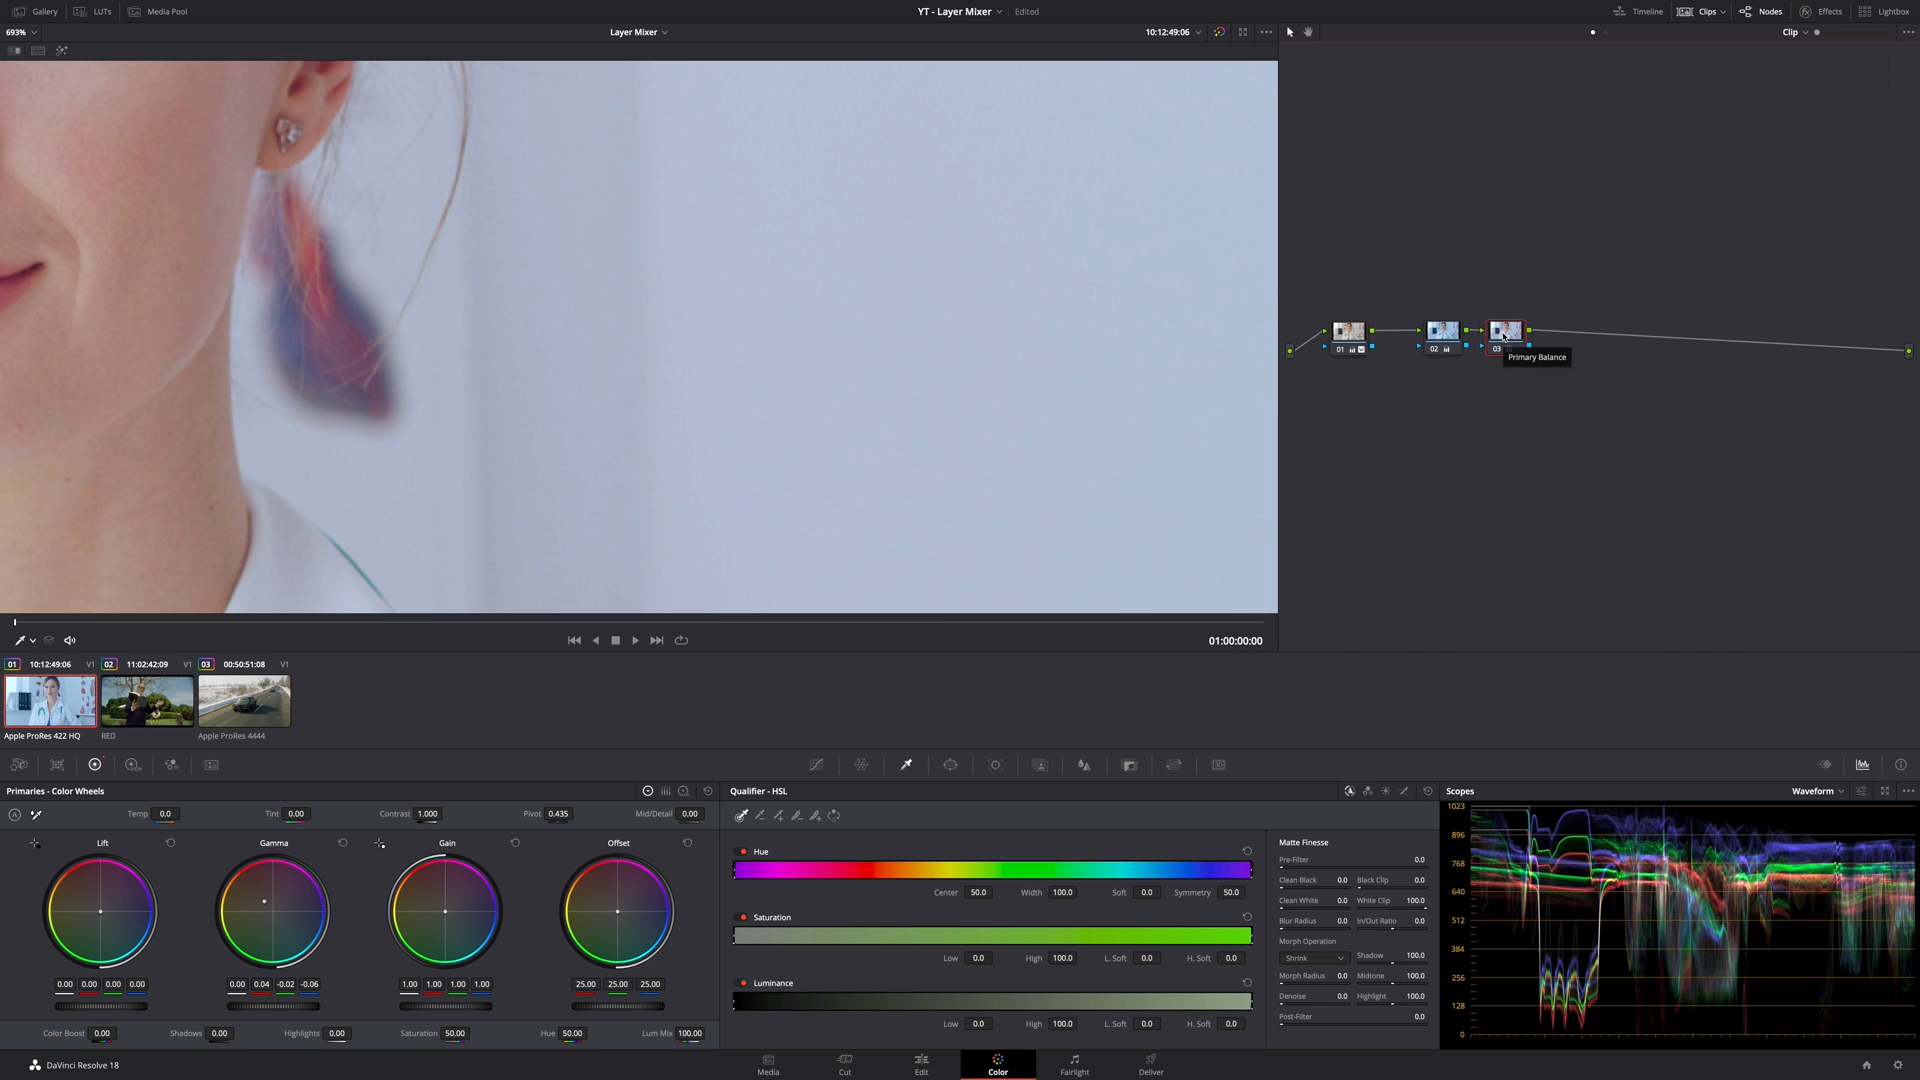 Gallery LUTs Media Pool YT - Layer Mixer Edited Timeline Clips Nodes Effects Lightbox
693% Layer Mixer 10:12:49:06 Clip
01 02 03
Primary Balance
01:00:00:00
01 10:12:49:06 V1 02 11:02:42:09 V1 03 00:50:51:08 V1
Apple ProRes 422 HQ RED Apple ProRes 4444
Primaries - Color Wheels Qualifier - HSL Scopes Waveform
Temp 0.0 Tint 0.00 Contrast 1.000 Pivot 0.435 Mid/Detail 0.00
Lift Gamma Gain Offset
0.00 0.00 0.00 0.00 0.00 0.04 -0.02 -0.06 1.00 1.00 1.00 1.00 25.00 25.00 25.00
Color Boost 0.00 Shadows 0.00 Highlights 0.00 Saturation 50.00 Hue 50.00 Lum Mix 100.00
Hue
Center 50.0 Width 100.0 Soft 0.0 Symmetry 50.0
Saturation
Low 0.0 High 100.0 L. Soft 0.0 H. Soft 0.0
Luminance
Low 0.0 High 100.0 L. Soft 0.0 H. Soft 0.0
Matte Finesse
Pre-Filter 0.0
Clean Black 0.0 Black Clip 0.0
Clean White 0.0 White Clip 100.0
Blur Radius 0.0 In/Out Ratio 0.0
Morph Operation
Shrink Shadow 100.0
Morph Radius 0.0 Midtone 100.0
Denoise 0.0 Highlight 100.0
Post-Filter 0.0
1023
896
768
640
512
384
256
128
0
DaVinci Resolve 18 Media Cut Edit Color Fairlight Deliver